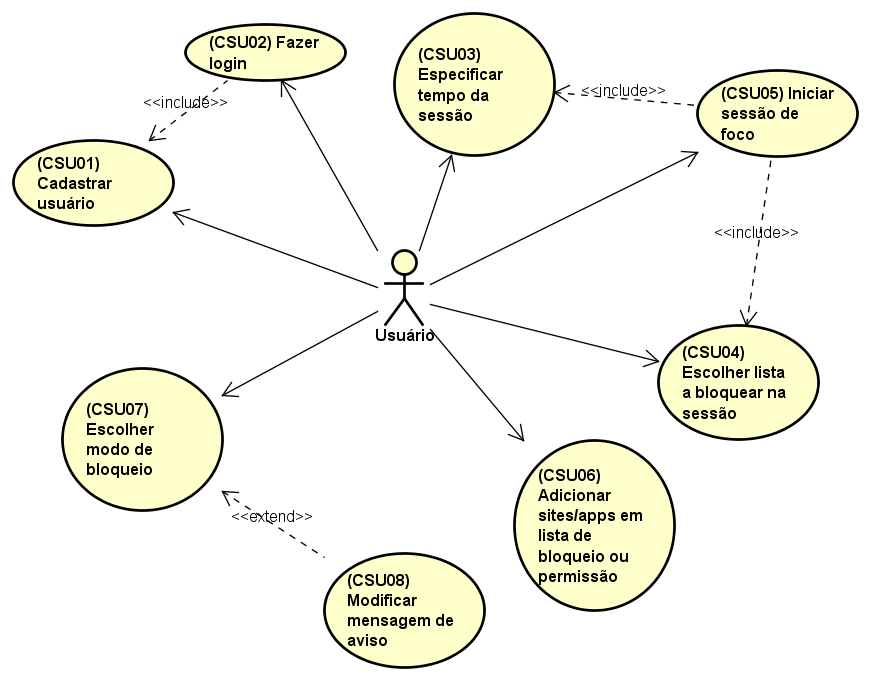 (CSU02) Fazer
login
<<include>>
(CSU01)
Cadastrar
usuário
(CSU03)
Especificar
tempo da
sessão
<<include>>
(CSU05) Iniciar
sessão de
foco
<<include>>
Usuário
(CSU04)
Escolher lista
a bloquear na
sessão
(CSU07)
Escolher
modo de
bloqueio
<<extend>>
(CSU06)
Adicionar
sites/apps em
lista de
bloqueio ou
permissão
(CSU08)
Modificar
mensagem de
aviso